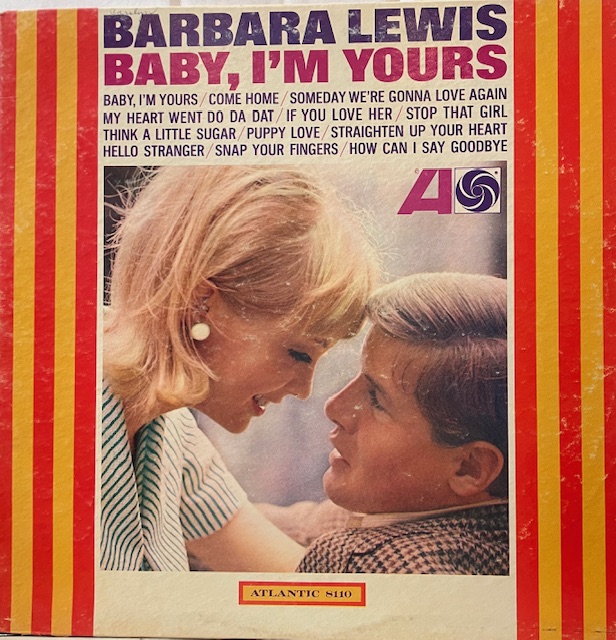 BARBARA LEWIS
BABY, I'M YOURS
BABY, I'M YOURS / COME HOME / SOMEDAY WE'RE GONNA LOVE AGAIN
MY HEART WENT DO DA DAT / IF YOU LOVE HER / STOP THAT GIRL
THINK A LITTLE SUGAR / PUPPY LOVE / STRAIGHTEN UP YOUR HEART
HELLO STRANGER / SNAP YOUR FINGERS / HOW CAN I SAY GOODBYE
A
ATLANTIC 8110